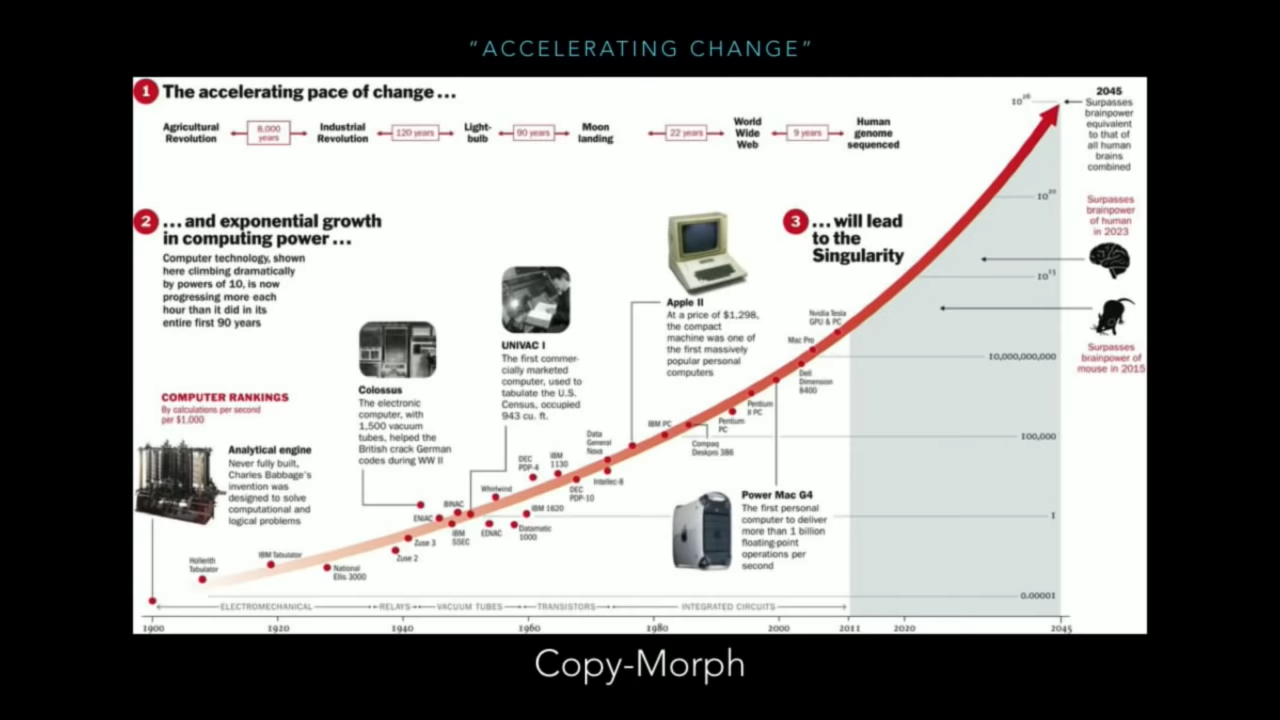 “ACCELERATING CHANGE”
1 The accelerating pace of change...
Agricultural
Revolution
8,000
years
Industrial
Revolution
120 years
Light-
bulb
90 years
Moon
landing
22 years
World
Wide
Web
9 years
Human
genome
sequenced
2 ...and exponential growth
in computing power...
Computer technology, shown
here climbing dramatically
by powers of 10, is now
progressing more each
hour than it did in its
entire first 90 years
COMPUTER RANKINGS
By calculations per second
per $1,000
Analytical engine
Never fully built,
Charles Babbage's
invention was
designed to solve
computational and
logical problems
Colossus
The electronic
computer, with
1,500 vacuum
tubes, helped the
British crack German
codes during WW II
UNIVAC I
The first commer-
cially marketed
computer, used to
tabulate the U.S.
Census, occupied
943 cu. ft.
Apple II
At a price of $1,298,
the compact
machine was one of
the first massively
popular personal
computers
Power Mac G4
The first personal
computer to deliver
more than 1 billion
floating-point
operations per
second
3 ...will lead
to the
Singularity
2045
Surpasses
brainpower
equivalent
to that of
all human
brains
combined
Surpasses
brainpower
of human
in 2023
Surpasses
brainpower of
mouse in 2015
Hollerith
Tabulator
IBM Tabulator
National
Ellis 3000
Zuse 2
Zuse 3
ENIAC
BINAC
IBM
SSEC
Whirlwind
EDVAC
Datamatic
1000
IBM 1620
DEC
PDP-4
IBM
1130
DEC
PDP-10
Data
General
Nova
Intellec-8
IBM PC
Compaq
Deskpro 386
Pentium
PC
Pentium
II PC
Dell
Dimension
8400
Mac Pro
Nvidia Tesla
GPU & PC
10²⁶
10²⁰
10¹⁵
10,000,000,000
100,000
1
0.00001
ELECTROMECHANICAL
RELAYS
VACUUM TUBES
TRANSISTORS
INTEGRATED CIRCUITS
1900
1920
1940
1960
1980
2000
2011
2020
2045
Copy-Morph